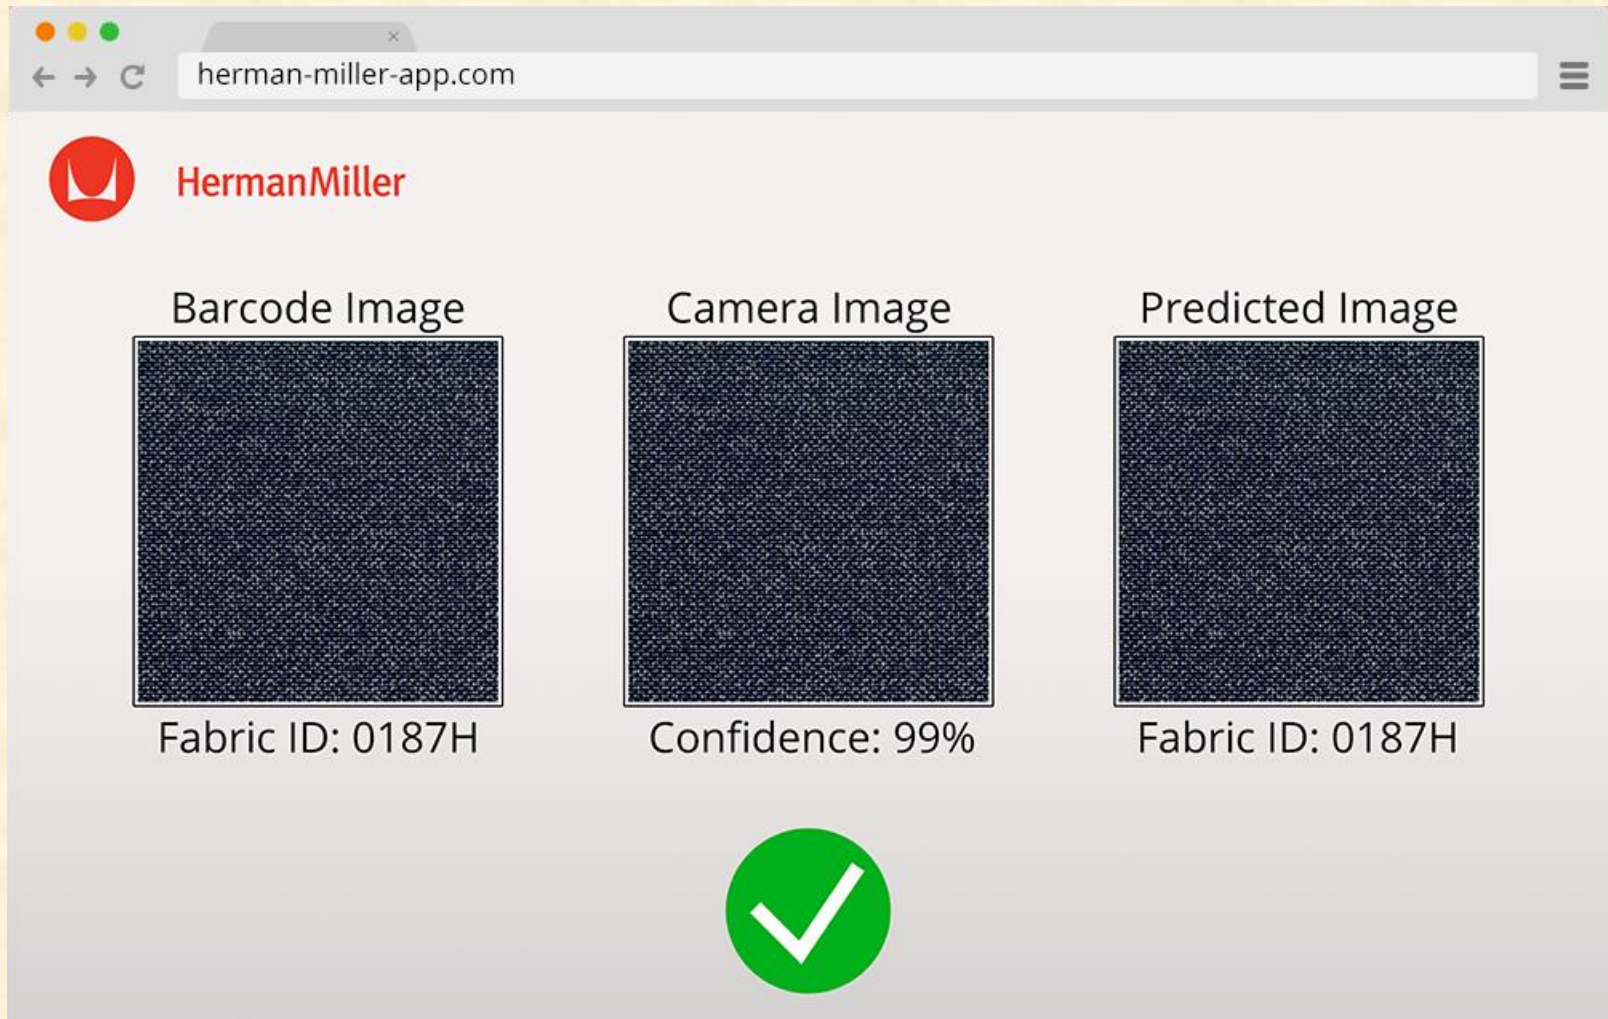 herman-miller-app.com
HermanMiller
Barcode Image
Camera Image
Predicted Image
Fabric ID: 0187H
Confidence: 99%
Fabric ID: 0187H